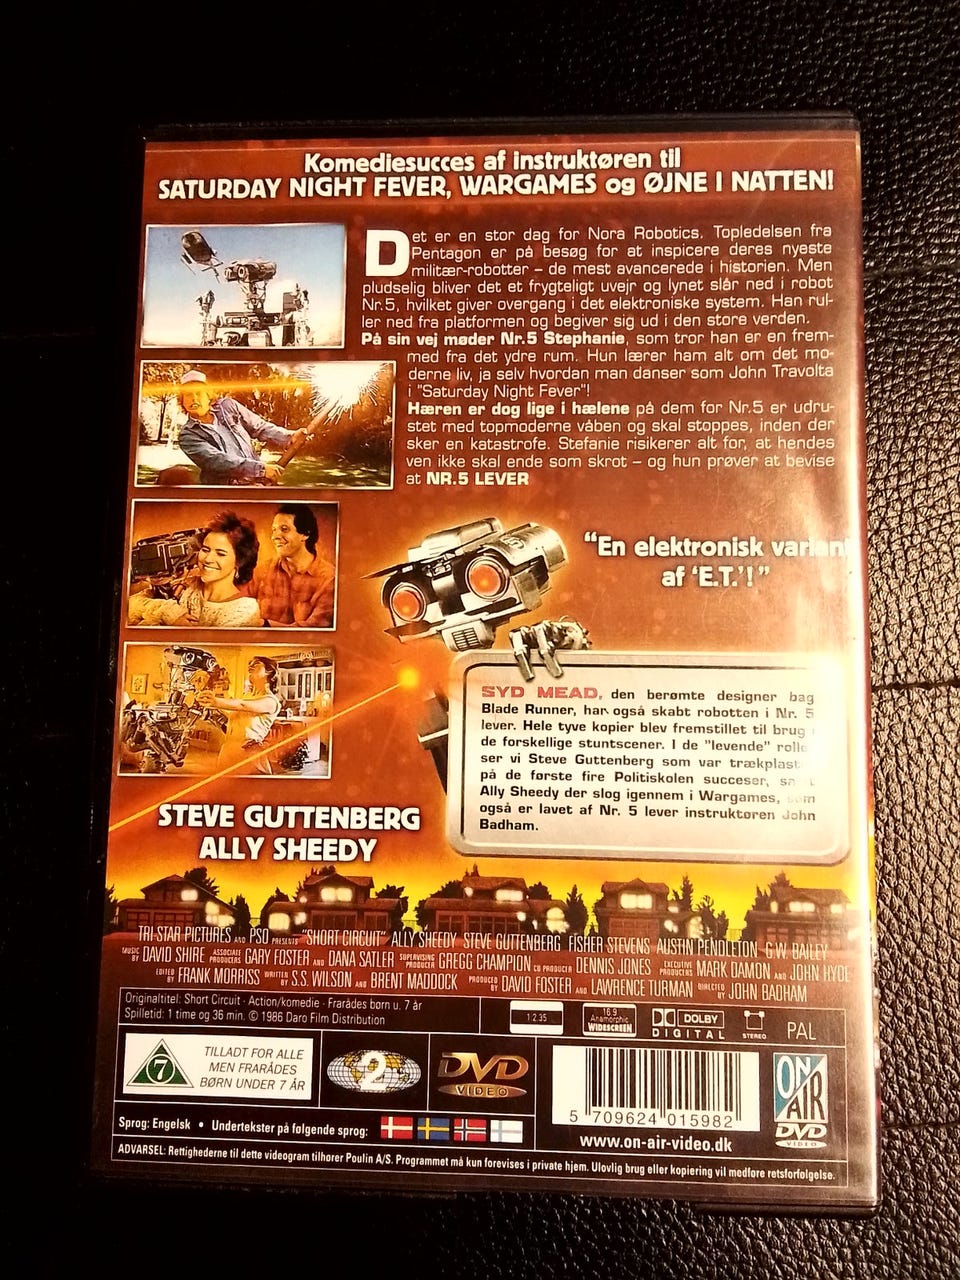 Komediesucces af instruktøren til
SATURDAY NIGHT FEVER, WARGAMES og ØJNE I NATTEN!
Det er en stor dag for Nora Robotics. Topledelsen fra
Pentagon er på besøg for at inspicere deres nyeste
militær-robotter – de mest avancerede i historien. Men
pludselig bliver det et frygteligt uvejr og lynet slår ned i robot
Nr.5, hvilket giver overgang i det elektroniske system. Han rul-
ler ned fra platformen og begiver sig ud i den store verden.
På sin vej møder Nr.5 Stephanie, som tror han er en frem-
med fra det ydre rum. Hun lærer ham alt om det mo-
derne liv, ja selv hvordan man danser som John Travolta
i "Saturday Night Fever"!
Hæren er dog lige i hælene på dem for Nr.5 er udru-
stet med topmoderne våben og skal stoppes, inden der
sker en katastrofe. Stefanie risikerer alt for, at hendes
ven ikke skal ende som skrot – og hun prøver at bevise
at NR.5 LEVER
"En elektronisk variant
af 'E.T.'!"
SYD MEAD, den berømte designer bag
Blade Runner, har også skabt robotten i Nr. 5
lever. Hele tyve kopier blev fremstillet til brug i
de forskellige stuntscener. I de "levende" rolle
ser vi Steve Guttenberg som var trækplast
på de første fire Politiskolen succeser, samt
Ally Sheedy der slog igennem i Wargames, som
også er lavet af Nr. 5 lever instruktøren John
Badham.
STEVE GUTTENBERG
ALLY SHEEDY
TRI-STAR PICTURES AND PSO PRESENTS "SHORT CIRCUIT" ALLY SHEEDY STEVE GUTTENBERG FISHER STEVENS AUSTIN PENDLETON G.W. BAILEY
MUSIC BY DAVID SHIRE ASSOCIATE PRODUCERS GARY FOSTER AND DANA SATLER SUPERVISING PRODUCER GREGG CHAMPION CO PRODUCER DENNIS JONES EXECUTIVE PRODUCERS MARK DAMON AND JOHN HYDE
EDITED BY FRANK MORRISS WRITTEN BY S.S. WILSON AND BRENT MADDOCK PRODUCED BY DAVID FOSTER AND LAWRENCE TURMAN DIRECTED BY JOHN BADHAM
Originaltitel: Short Circuit · Action/komedie · Frarådes børn u. 7 år
Spilletid: 1 time og 36 min. © 1986 Daro Film Distribution
1:2.35
16:9
Anamorphic
WIDESCREEN
DOLBY
DIGITAL
STEREO
PAL
7
TILLADT FOR ALLE
MEN FRARÅDES
BØRN UNDER 7 ÅR
2
DVD
VIDEO
5 709624 015982
www.on-air-video.dk
ON
AIR
DVD
VIDEO
Sprog: Engelsk • Undertekster på følgende sprog:
ADVARSEL: Rettighederne til dette videogram tilhører Poulin A/S. Programmet må kun forevises i private hjem. Ulovlig brug eller kopiering vil medføre retsforfølgelse.